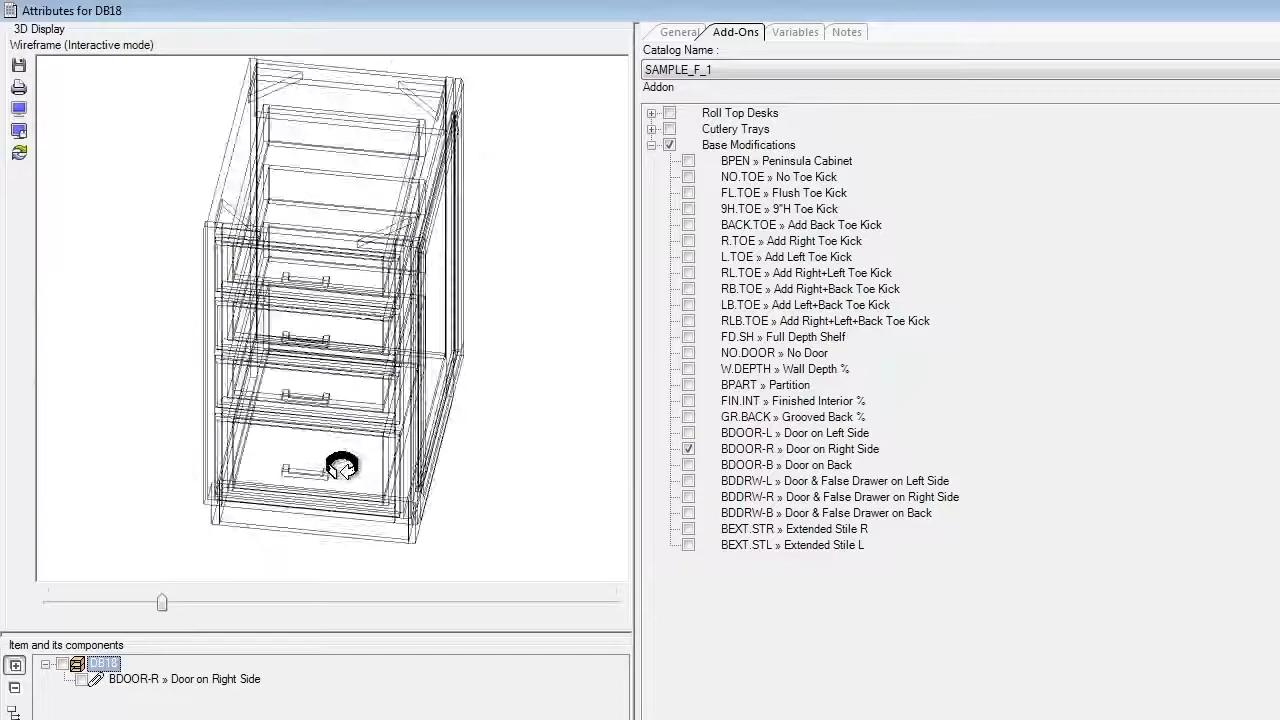 Attributes for DB18
3D Display
Wireframe (Interactive mode)
General Add-Ons Variables Notes
Catalog Name :
SAMPLE_F_1
Addon
Roll Top Desks
Cutlery Trays
Base Modifications
BPEN » Peninsula Cabinet
NO.TOE » No Toe Kick
FL.TOE » Flush Toe Kick
9H.TOE » 9"H Toe Kick
BACK.TOE » Add Back Toe Kick
R.TOE » Add Right Toe Kick
L.TOE » Add Left Toe Kick
RL.TOE » Add Right+Left Toe Kick
RB.TOE » Add Right+Back Toe Kick
LB.TOE » Add Left+Back Toe Kick
RLB.TOE » Add Right+Left+Back Toe Kick
FD.SH » Full Depth Shelf
NO.DOOR » No Door
W.DEPTH » Wall Depth %
BPART » Partition
FIN.INT » Finished Interior %
GR.BACK » Grooved Back %
BDOOR-L » Door on Left Side
BDOOR-R » Door on Right Side
BDOOR-B » Door on Back
BDDRW-L » Door & False Drawer on Left Side
BDDRW-R » Door & False Drawer on Right Side
BDDRW-B » Door & False Drawer on Back
BEXT.STR » Extended Stile R
BEXT.STL » Extended Stile L
Item and its components
DB18
BDOOR-R » Door on Right Side